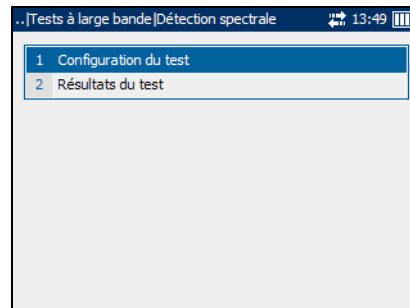 ..|Tests à large bande|Détection spectrale 13:49
1 Configuration du test
2 Résultats du test